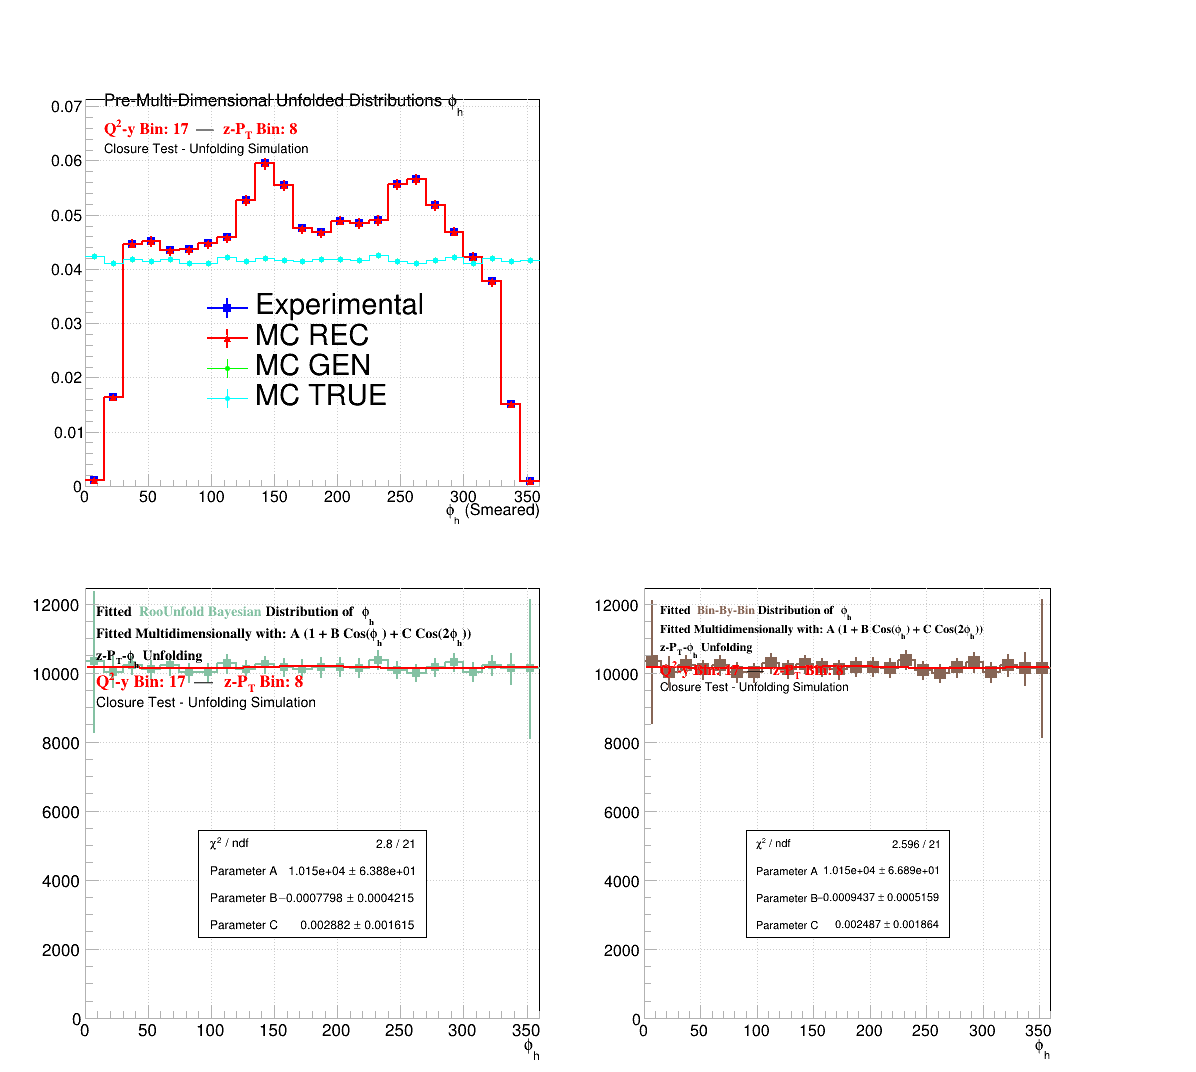 Pre-Multi-Dimensional Unfolded Distributions ϕh
Q²-y Bin: 17 — z-PT Bin: 8
Closure Test - Unfolding Simulation
0.07
0.06
0.05
0.04
0.03
0.02
0.01
0
Experimental
MC REC
MC GEN
MC TRUE
0 50 100 150 200 250 300 350
ϕh (Smeared)
Fitted RooUnfold Bayesian Distribution of ϕh
Fitted Multidimensionally with: A (1 + B Cos(ϕh) + C Cos(2ϕh))
z-PT-ϕh Unfolding
Q²-y Bin: 17 — z-PT Bin: 8
Closure Test - Unfolding Simulation
12000
10000
8000
6000
4000
2000
0
χ² / ndf 2.8 / 21
Parameter A 1.015e+04 ± 6.388e+01
Parameter B −0.0007798 ± 0.0004215
Parameter C 0.002882 ± 0.001615
0 50 100 150 200 250 300 350
ϕh
Fitted Bin-By-Bin Distribution of ϕh
Fitted Multidimensionally with: A (1 + B Cos(ϕh) + C Cos(2ϕh))
z-PT-ϕh Unfolding
Closure Test - Unfolding Simulation
12000
10000
8000
6000
4000
2000
0
χ² / ndf 2.596 / 21
Parameter A 1.015e+04 ± 6.689e+01
Parameter B −0.0009437 ± 0.0005159
Parameter C 0.002487 ± 0.001864
0 50 100 150 200 250 300 350
ϕh